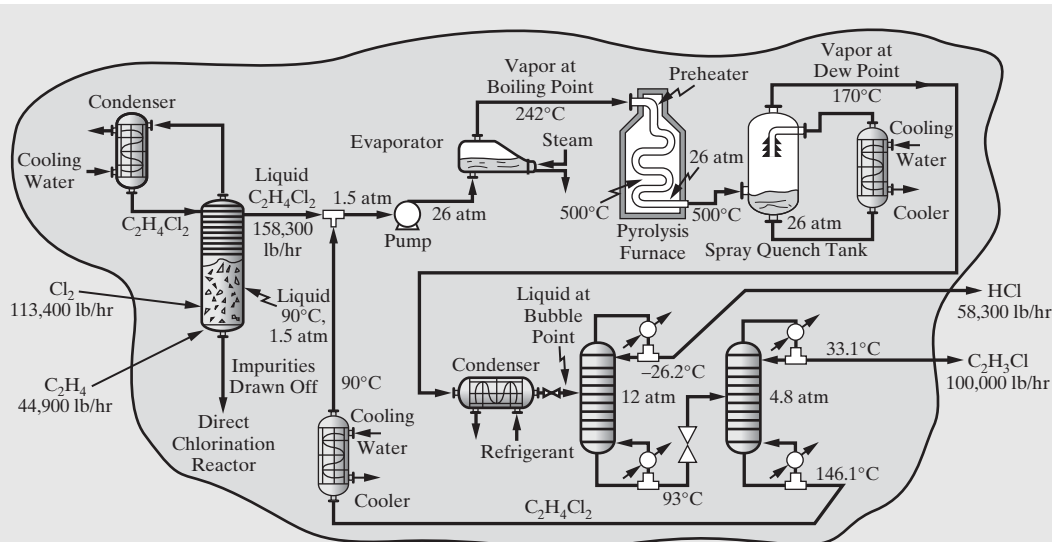 Condenser
Cooling
Water
C₂H₄Cl₂
Liquid
C₂H₄Cl₂
158,300
lb/hr
1.5 atm
Cl₂
113,400 lb/hr
C₂H₄
44,900 lb/hr
Liquid
90°C,
1.5 atm
Impurities
Drawn Off
Direct
Chlorination
Reactor
90°C
Cooling
Water
Cooler
C₂H₄Cl₂
Pump
26 atm
Evaporator
Vapor at
Boiling Point
242°C
Steam
Preheater
26 atm
500°C
500°C
Pyrolysis
Furnace
Vapor at
Dew Point
170°C
Cooling
Water
Cooler
26 atm
Spray Quench Tank
Condenser
Refrigerant
Liquid at
Bubble
Point
–26.2°C
12 atm
93°C
33.1°C
4.8 atm
146.1°C
HCl
58,300 lb/hr
C₂H₃Cl
100,000 lb/hr